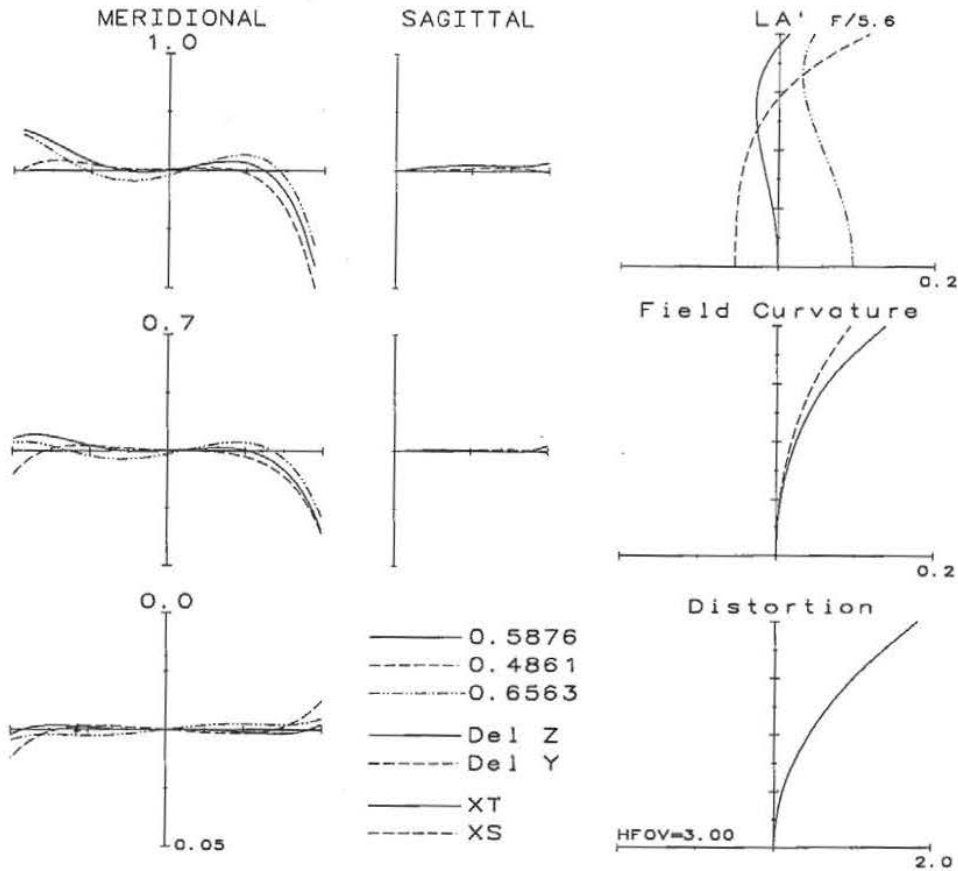 MERIDIONAL
1.0
SAGITTAL
LA' F/5.6
0.2
0.7
Field Curvature
0.2
0.0
0.05
0.5876
0.4861
0.6563
Del Z
Del Y
XT
XS
Distortion
HFOV=3.00
2.0